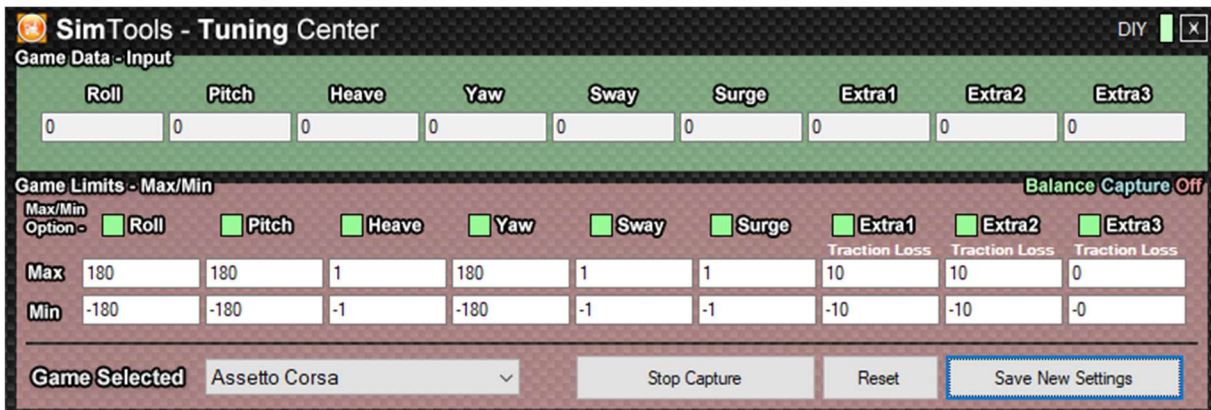 SimTools - Tuning Center DIY X
Game Data - Input
Roll Pitch Heave Yaw Sway Surge Extra1 Extra2 Extra3
0 0 0 0 0 0 0 0 0
Game Limits - Max/Min Balance Capture Off
Max/Min
Option - Roll Pitch Heave Yaw Sway Surge Extra1 Extra2 Extra3
Traction Loss Traction Loss Traction Loss
Max 180 180 1 180 1 1 10 10 0
Min -180 -180 -1 -180 -1 -1 -10 -10 -0
Game Selected Assetto Corsa Stop Capture Reset Save New Settings